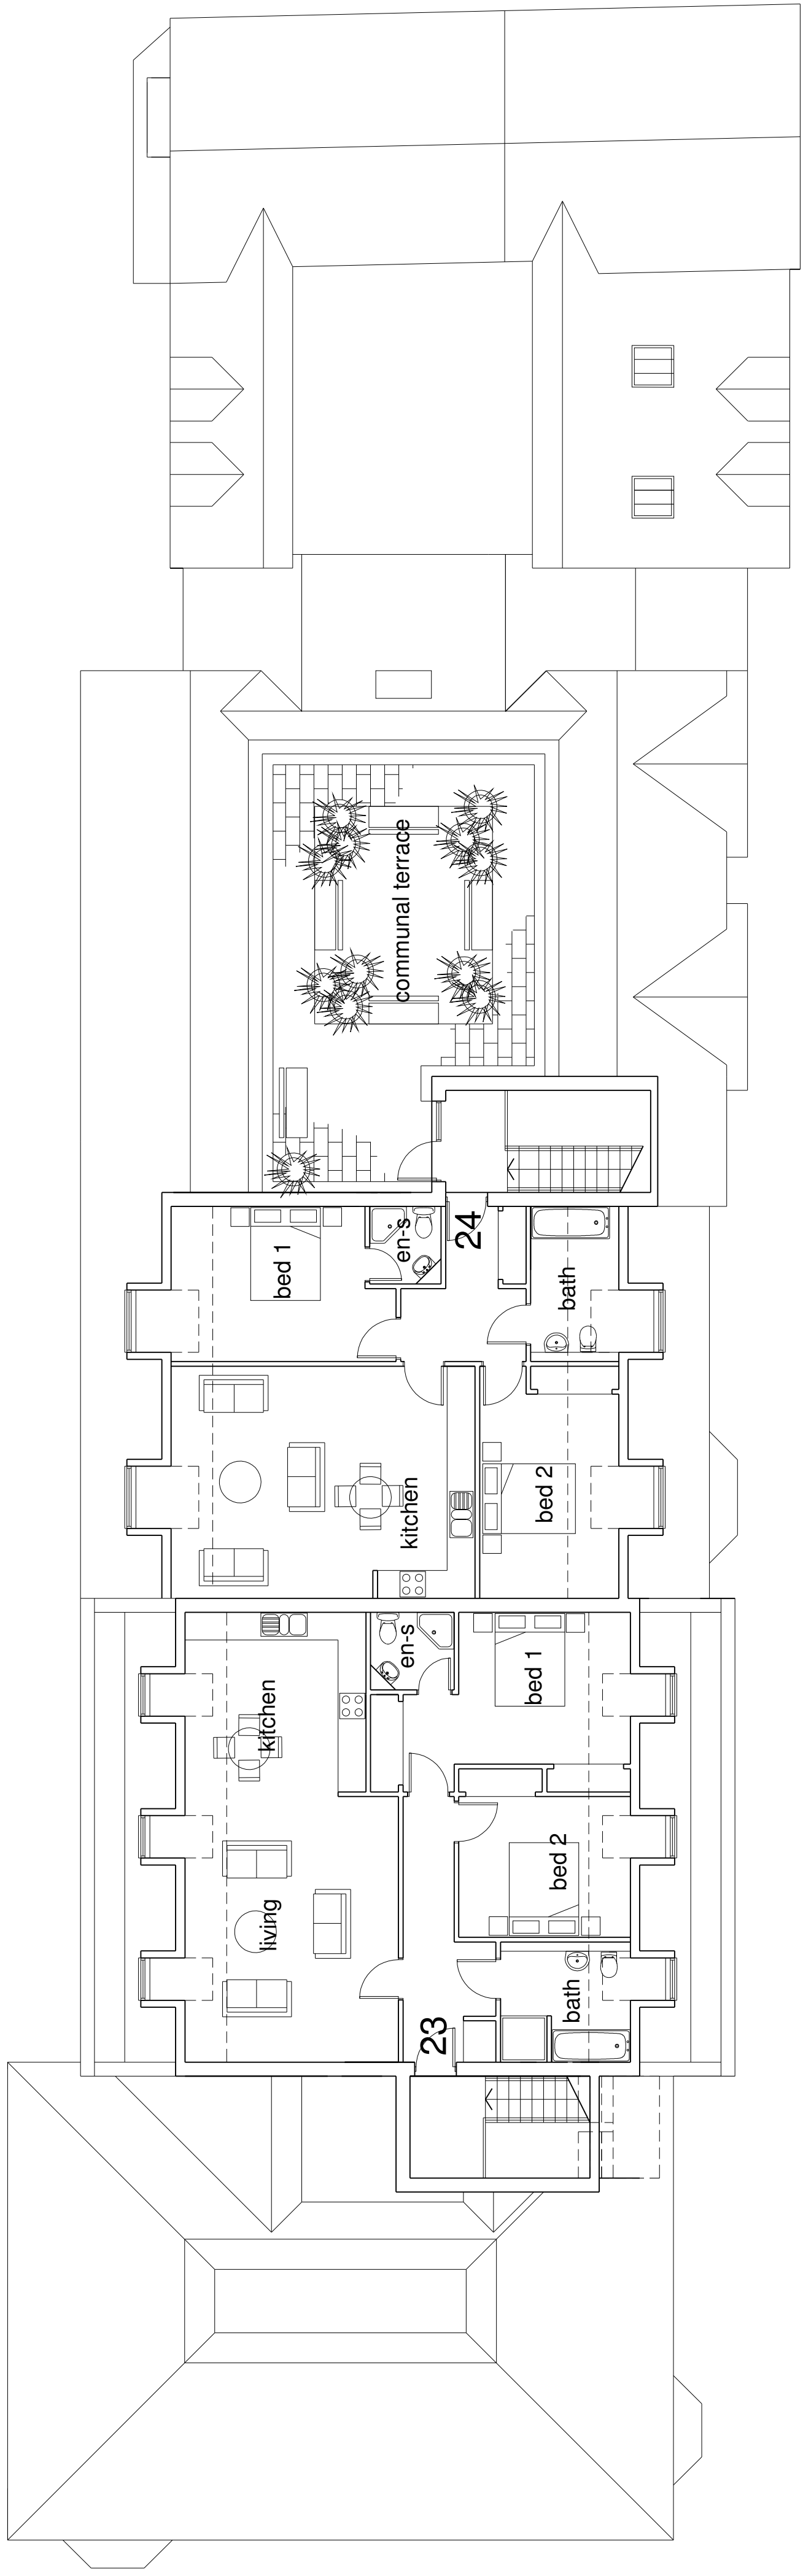 communal terrace
24
en-s
bed 1
bath
kitchen
bed 2
en-s
bed 1
kitchen
bed 2
living
bath
23